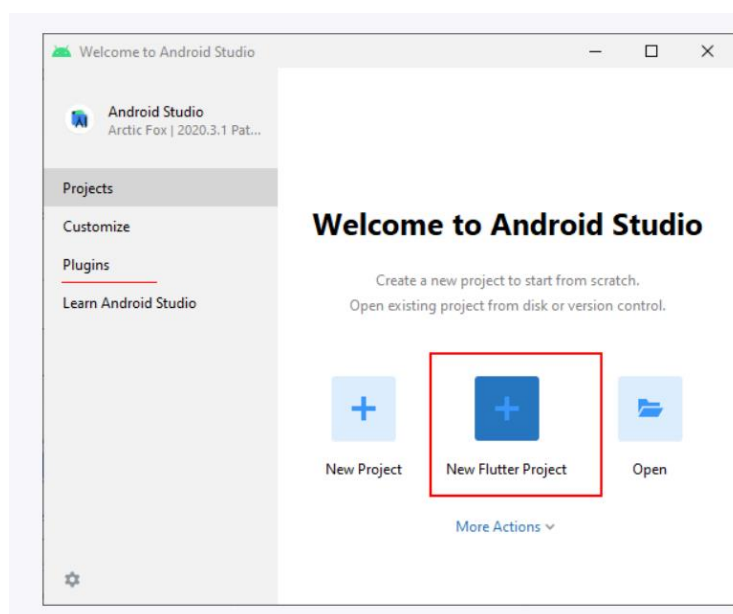 Welcome to Android Studio
Android Studio
Arctic Fox | 2020.3.1 Pat...
Projects
Customize
Plugins
Learn Android Studio
Welcome to Android Studio
Create a new project to start from scratch.
Open existing project from disk or version control.
New Project
New Flutter Project
Open
More Actions